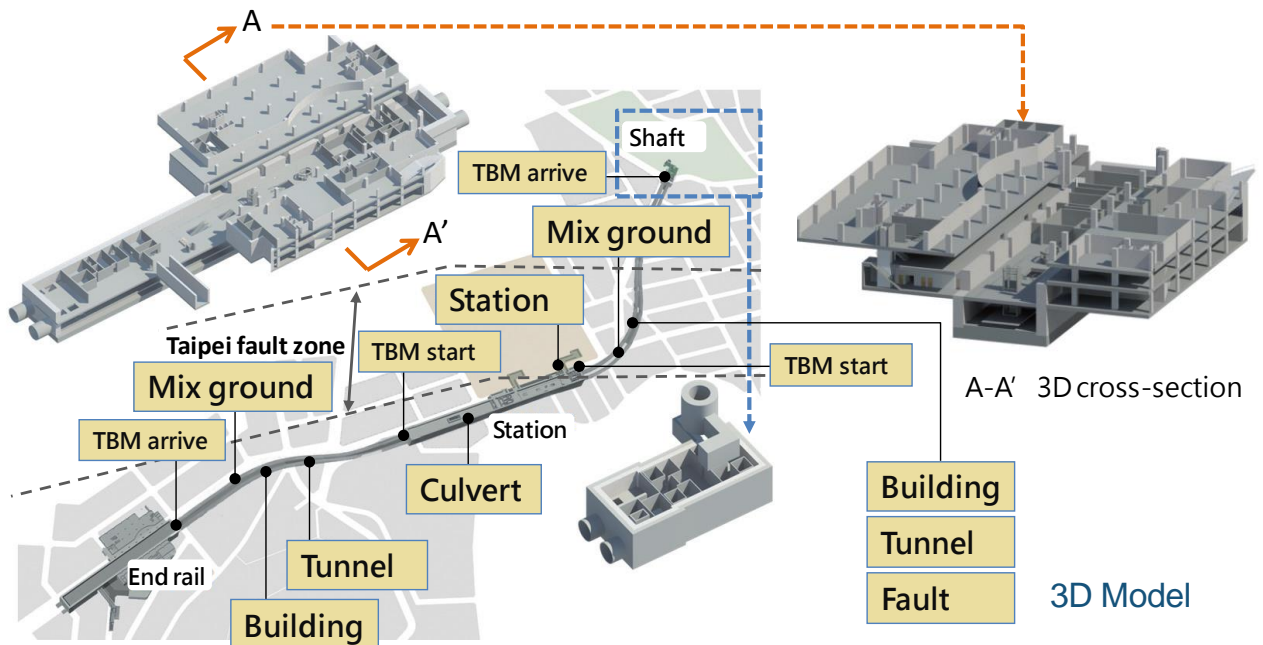 A
Shaft
TBM arrive
Mix ground
A’
Station
Taipei fault zone
TBM start
TBM start
Mix ground
A-A’ 3D cross-section
TBM arrive
Station
Culvert
Building
Tunnel
Tunnel
End rail
Fault
3D Model
Building